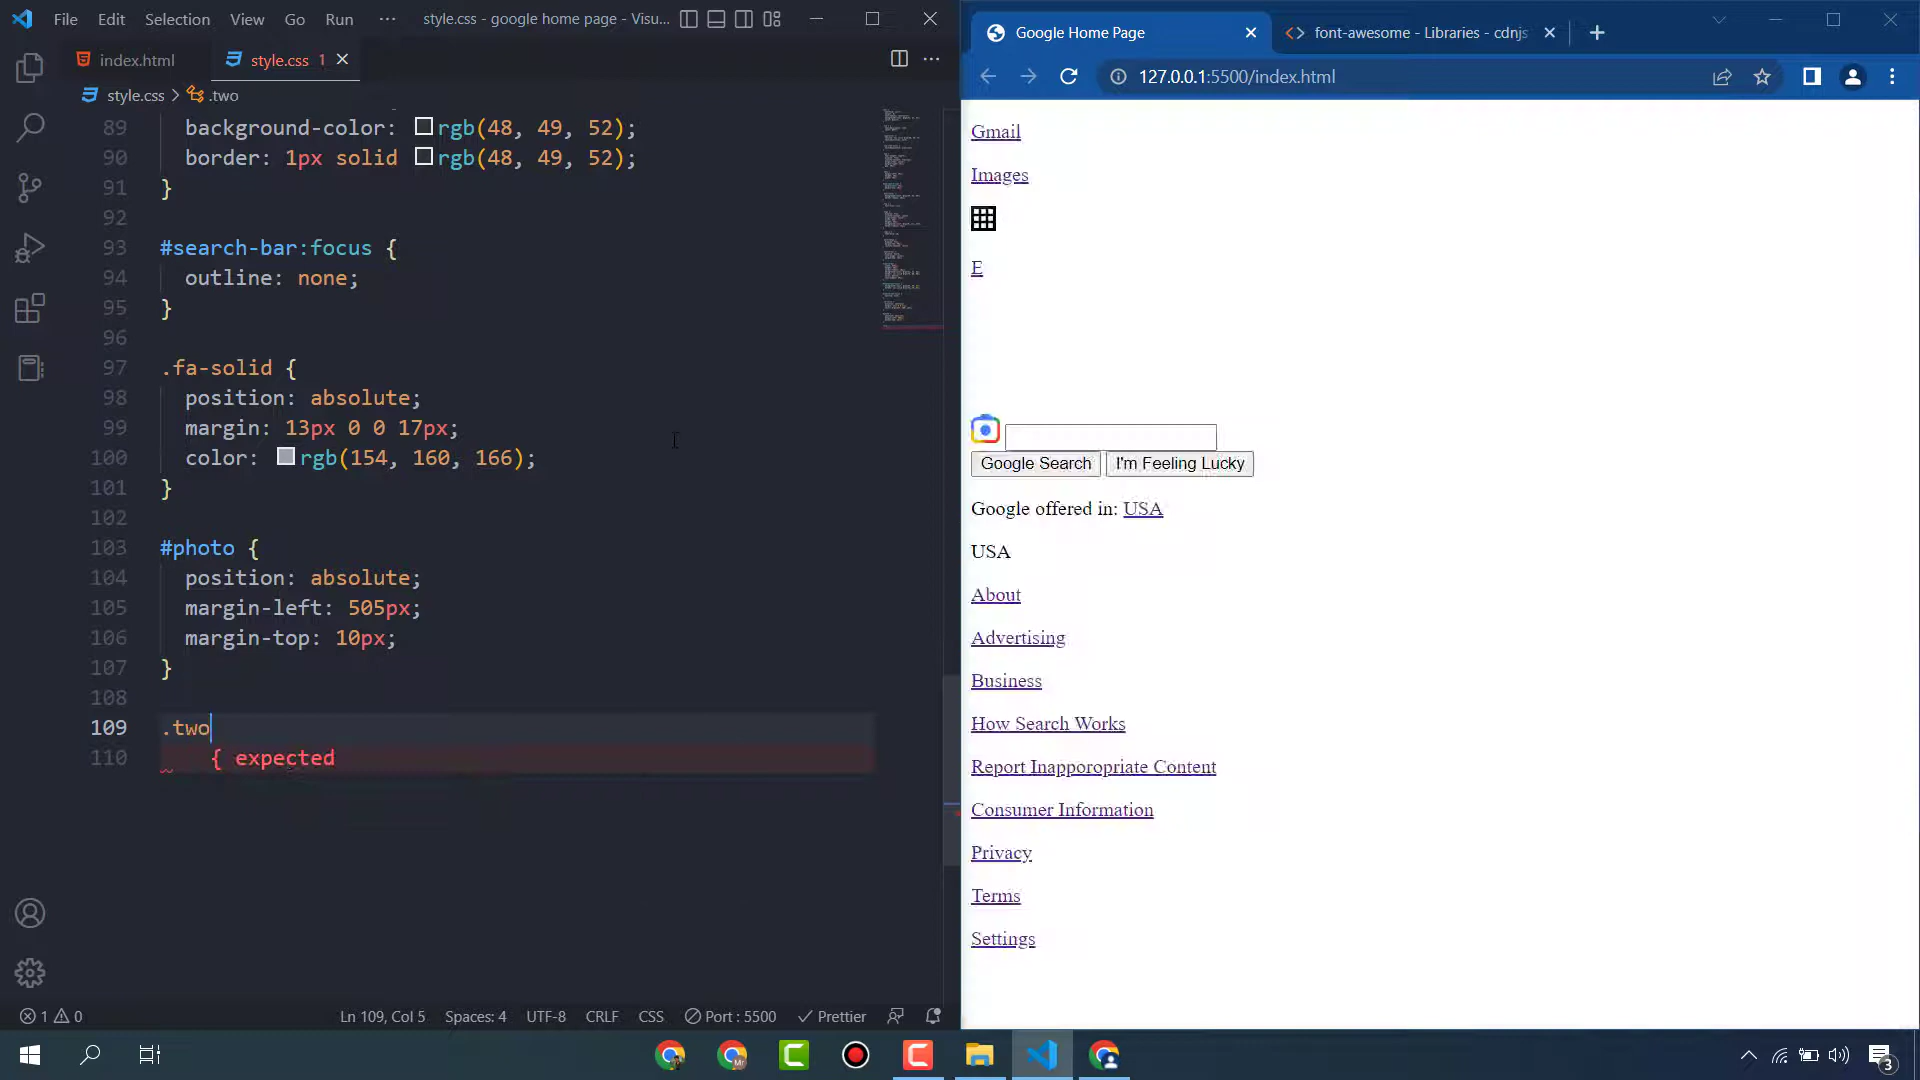 File Edit Selection View Go Run ··· style.css - google home page - Visu...
index.html style.css 1
style.css > .two
89 background-color: rgb(48, 49, 52);
90 border: 1px solid rgb(48, 49, 52);
91 }
92
93 #search-bar:focus {
94 outline: none;
95 }
96
97 .fa-solid {
98 position: absolute;
99 margin: 13px 0 0 17px;
100 color: rgb(154, 160, 166);
101 }
102
103 #photo {
104 position: absolute;
105 margin-left: 505px;
106 margin-top: 10px;
107 }
108
109 .two
110 { expected
1 0 Ln 109, Col 5 Spaces: 4 UTF-8 CRLF CSS Port : 5500 Prettier
Google Home Page font-awesome - Libraries - cdnjs
127.0.0.1:5500/index.html
Gmail
Images
E
Google Search I'm Feeling Lucky
Google offered in: USA
USA
About
Advertising
Business
How Search Works
Report Inapporopriate Content
Consumer Information
Privacy
Terms
Settings
3